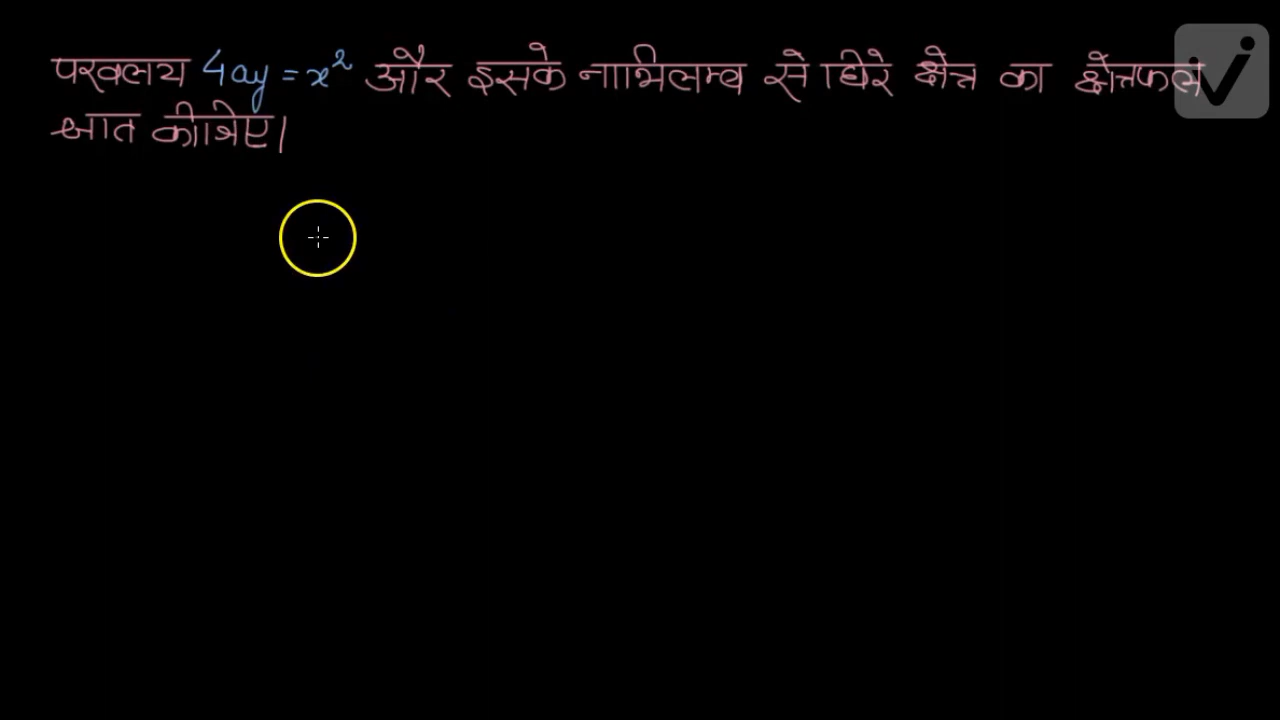 परवलय 4ay = x² और इसके नाभिलम्ब से घिरे क्षेत्र का क्षेत्रफल
ज्ञात कीजिए।